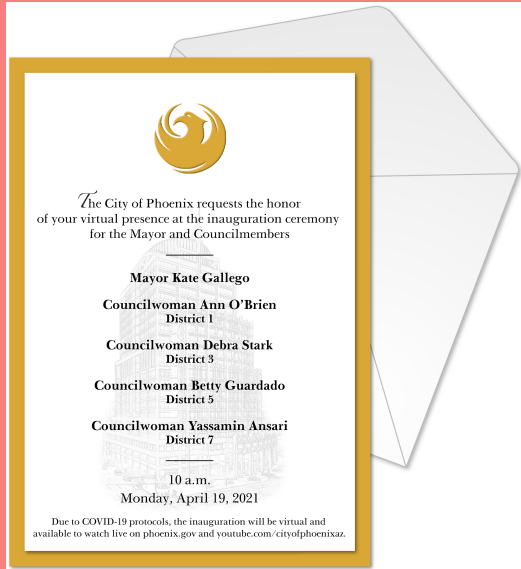 The City of Phoenix requests the honor
of your virtual presence at the inauguration ceremony
for the Mayor and Councilmembers
Mayor Kate Gallego
Councilwoman Ann O'Brien
District 1
Councilwoman Debra Stark
District 3
Councilwoman Betty Guardado
District 5
Councilwoman Yassamin Ansari
District 7
10 a.m.
Monday, April 19, 2021
Due to COVID-19 protocols, the inauguration will be virtual and
available to watch live on phoenix.gov and youtube.com/cityofphoenixaz.